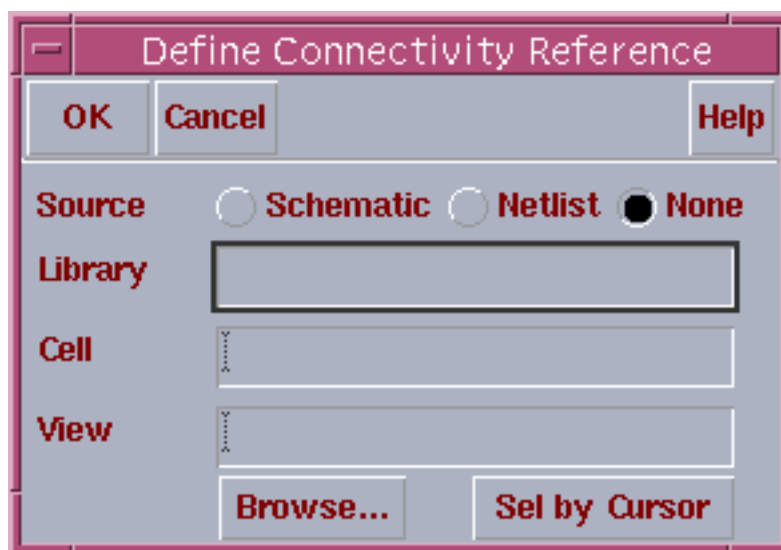 Define Connectivity Reference
OK Cancel Help
Source Schematic Netlist None
Library
Cell
View
Browse... Sel by Cursor